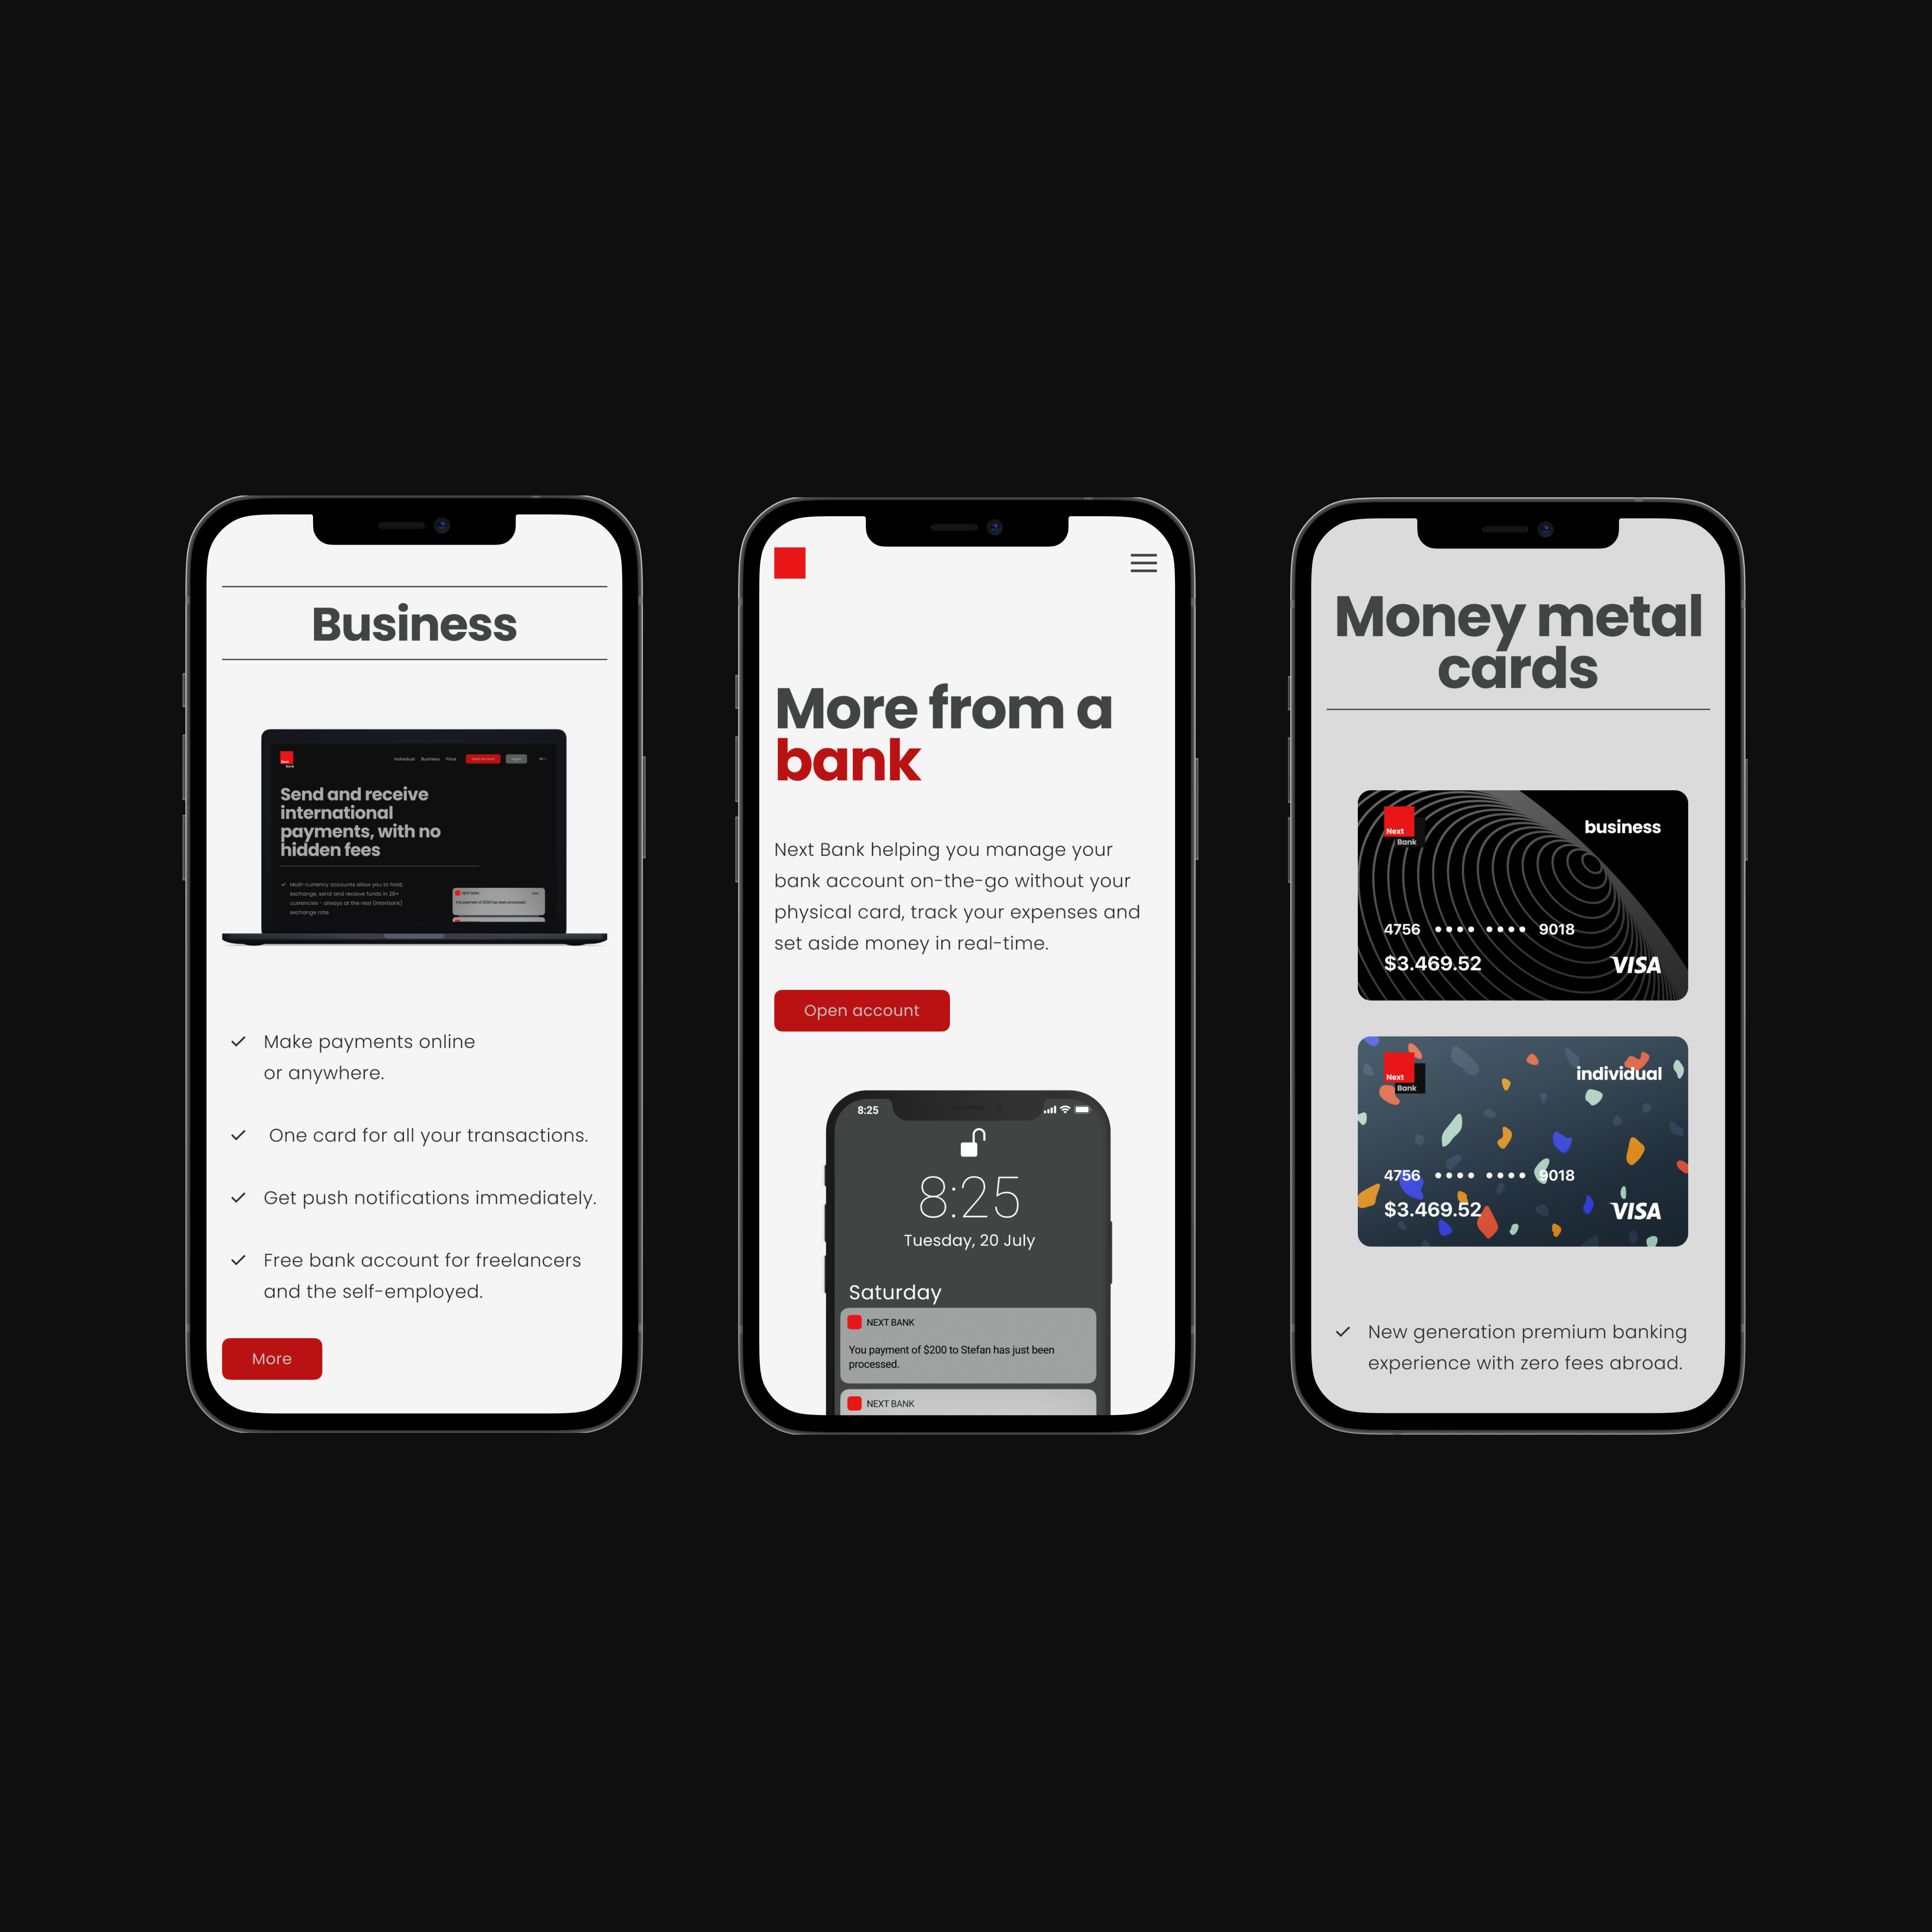 Business
Next
Bank
Individual Business Price Open account Log in
Send and receive
international
payments, with no
hidden fees
Multi-currency accounts allow you to hold,
exchange, send and receive funds in 28+
currencies - always at the real (interbank)
exchange rate.
NEXT BANK
You payment of $200 has been processed
Make payments online
or anywhere.
One card for all your transactions.
Get push notifications immediately.
Free bank account for freelancers
and the self-employed.
More
More from a
bank
Next Bank helping you manage your
bank account on-the-go without your
physical card, track your expenses and
set aside money in real-time.
Open account
8:25
8:25
Tuesday, 20 July
Saturday
NEXT BANK
You payment of $200 to Stefan has just been
processed.
NEXT BANK
Money metal
cards
Next
Bank
business
4756 •••• •••• 9018
$3.469.52
VISA
Next
Bank
individual
4756 •••• •••• 9018
$3.469.52
VISA
New generation premium banking
experience with zero fees abroad.